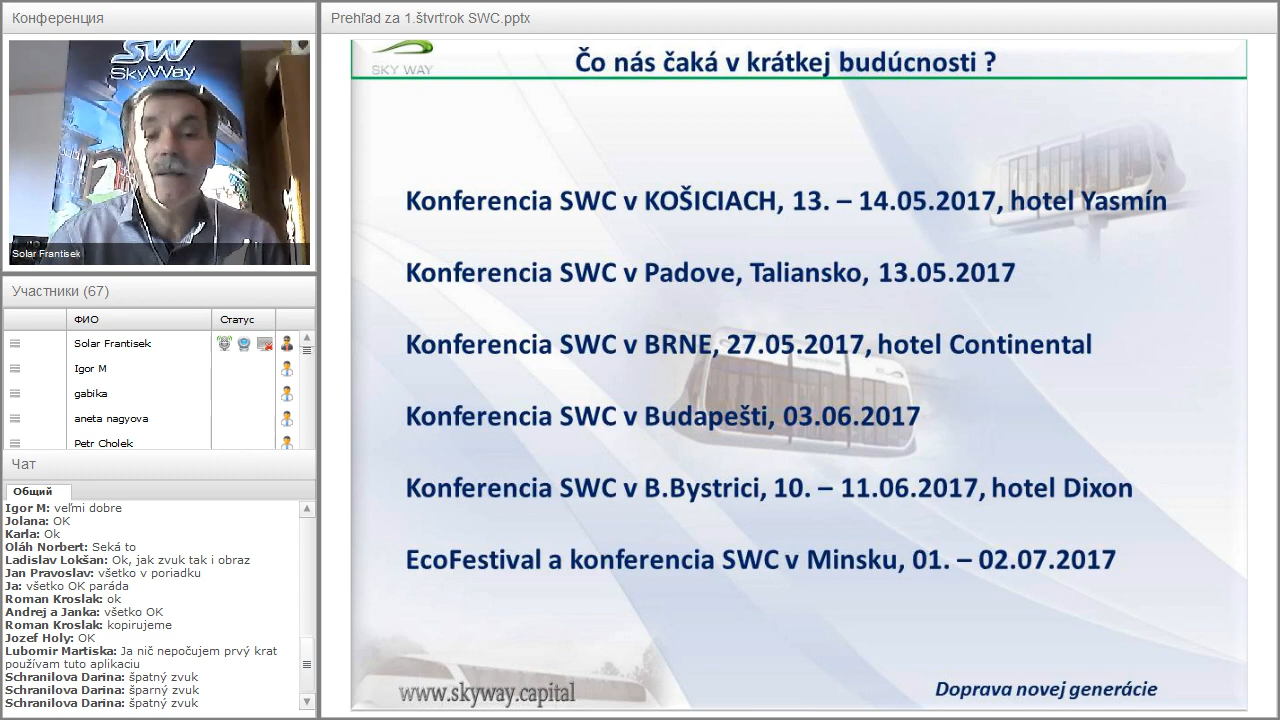 Конференция
SW
SkyWay
Solar Frantisek
Участники (67)
ФИО
Статус
Solar Frantisek
Igor M
gabika
aneta nagyova
Petr Cholek
Чат
Общий
Igor M: veľmi dobre
Jolana: OK
Karla: Ok
Oláh Norbert: Seká to
Ladislav Lokšan: Ok, jak zvuk tak i obraz
Jan Pravoslav: všetko v poriadku
Ja: všetko OK paráda
Roman Kroslak: ok
Andrej a Janka: všetko OK
Roman Kroslak: kopirujeme
Jozef Holy: OK
Lubomur Martiska: Ja nič nepočujem prvý krat
používam tuto aplikaciu
Schranilova Darina: špatný zvuk
Schranilova Darina: šparný zvuk
Schranilova Darina: špatný zvuk
Prehľad za 1.štvrťrok SWC.pptx
SKY WAY
Čo nás čaká v krátkej budúcnosti ?
Konferencia SWC v KOŠICIACH, 13. – 14.05.2017, hotel Yasmín
Konferencia SWC v Padove, Taliansko, 13.05.2017
Konferencia SWC v BRNE, 27.05.2017, hotel Continental
Konferencia SWC v Budapešti, 03.06.2017
Konferencia SWC v B.Bystrici, 10. – 11.06.2017, hotel Dixon
EcoFestival a konferencia SWC v Minsku, 01. – 02.07.2017
www.skyway.capital
Doprava novej generácie